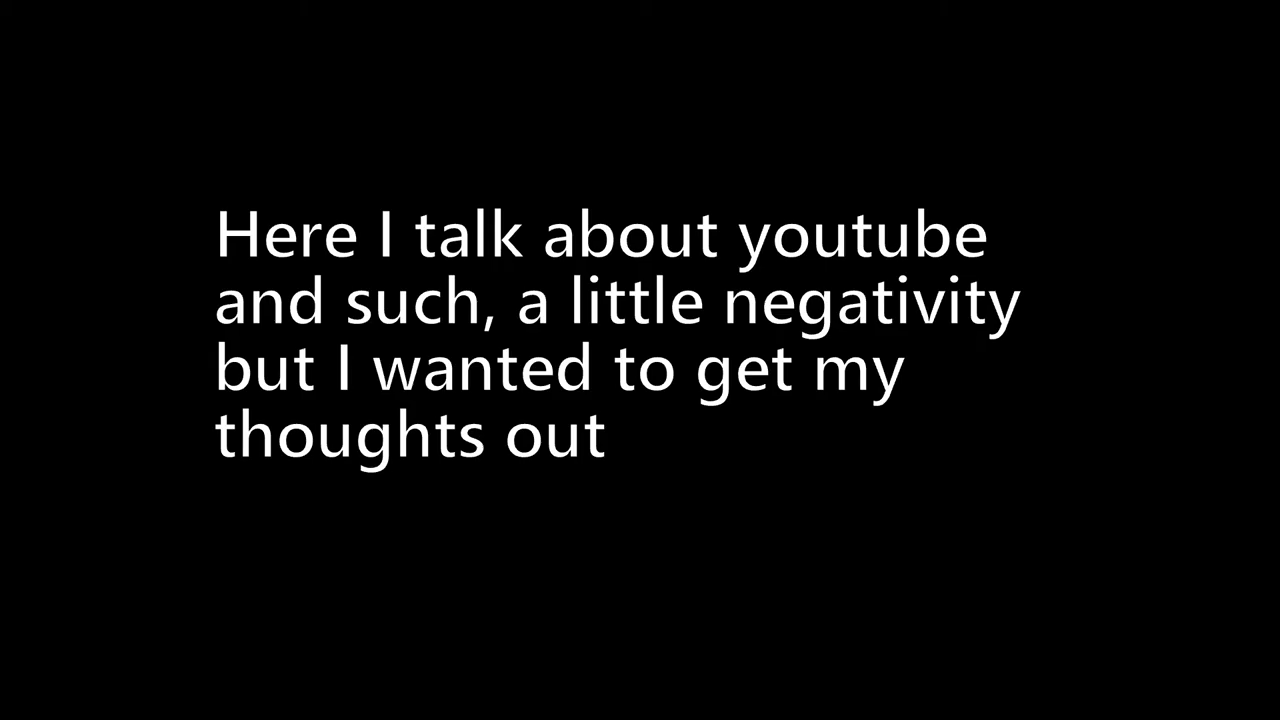 Here I talk about youtube
and such, a little negativity
but I wanted to get my
thoughts out